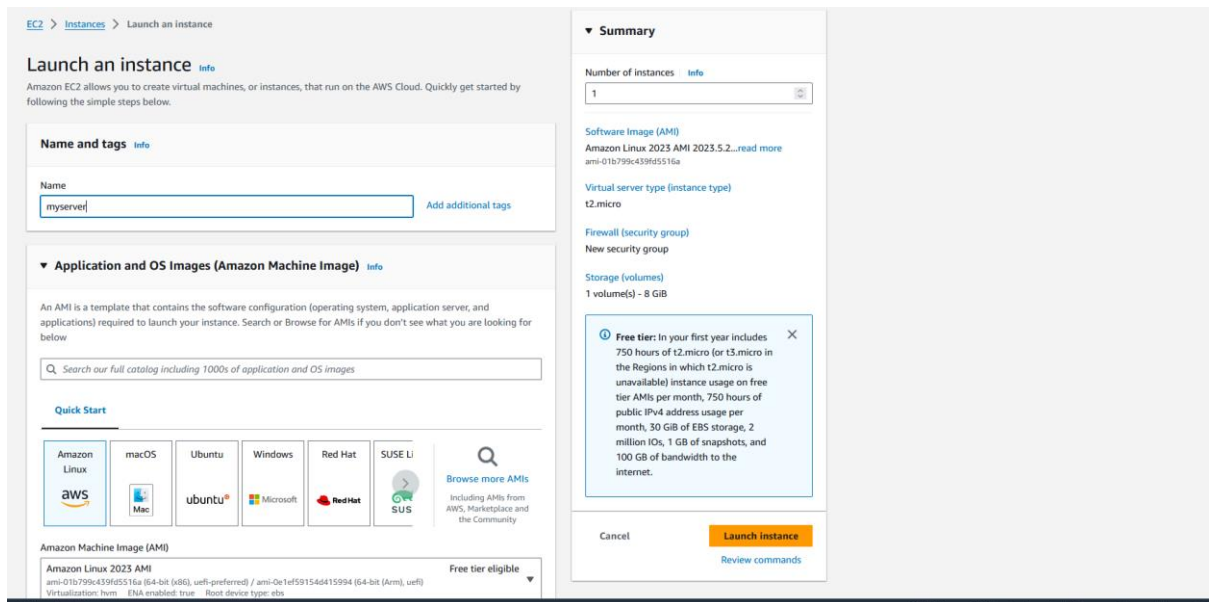 EC2 > Instances > Launch an instance
Launch an instance Info
Amazon EC2 allows you to create virtual machines, or instances, that run on the AWS Cloud. Quickly get started by
following the simple steps below.
Name and tags Info
Name
myserver
Add additional tags
Application and OS Images (Amazon Machine Image) Info
An AMI is a template that contains the software configuration (operating system, application server, and
applications) required to launch your instance. Search or Browse for AMIs if you don't see what you are looking for
below
Search our full catalog including 1000s of application and OS images
Quick Start
Amazon
Linux
aws
macOS
Mac
Ubuntu
ubuntu
Windows
Microsoft
Red Hat
Red Hat
SUSE Li
SUS
Browse more AMIs
Including AMIs from
AWS, Marketplace and
the Community
Amazon Machine Image (AMI)
Amazon Linux 2023 AMI
Free tier eligible
ami-01b799c439fd5516a (64-bit (x86), uefi-preferred) / ami-0e1ef59154d415994 (64-bit (Arm), uefi)
Virtualization: hvm ENA enabled: true Root device type: ebs
Summary
Number of instances Info
1
Software Image (AMI)
Amazon Linux 2023 AMI 2023.5.2...read more
ami-01b799c439fd5516a
Virtual server type (instance type)
t2.micro
Firewall (security group)
New security group
Storage (volumes)
1 volume(s) - 8 GiB
Free tier: In your first year includes
750 hours of t2.micro (or t3.micro in
the Regions in which t2.micro is
unavailable) instance usage on free
tier AMIs per month, 750 hours of
public IPv4 address usage per
month, 30 GiB of EBS storage, 2
million IOs, 1 GB of snapshots, and
100 GB of bandwidth to the
internet.
Cancel
Launch instance
Review commands